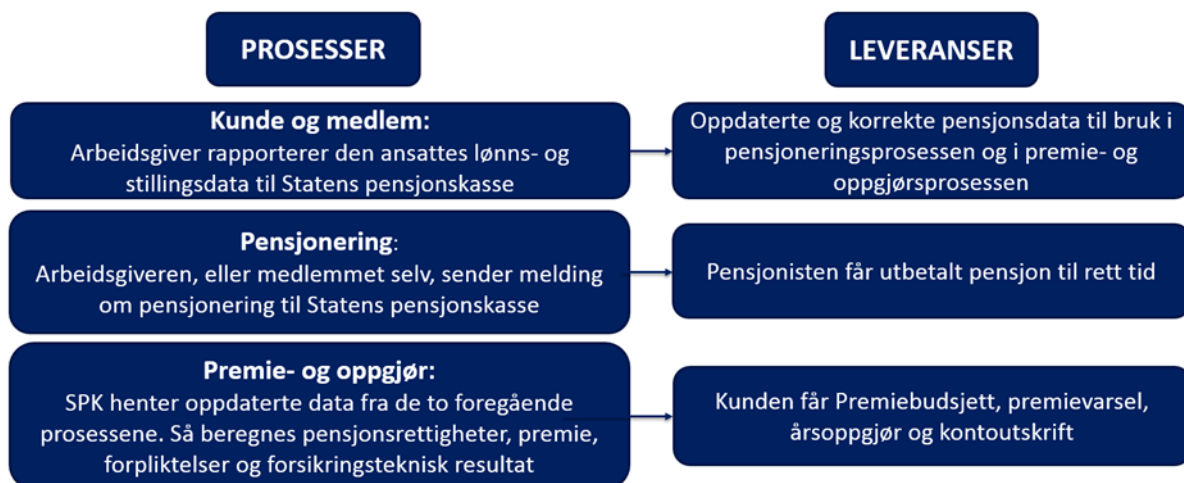 PROSESSER
LEVERANSER
Kunde og medlem:
Arbeidsgiver rapporterer den ansattes lønns- og
stillingsdata til Statens pensjonskasse
Oppdaterte og korrekte pensjonsdata til bruk i
pensjoneringsprosessen og i premie- og
oppgjørsprosessen
Pensjonering:
Arbeidsgiveren, eller medlemmet selv, sender melding
om pensjonering til Statens pensjonskasse
Pensjonisten får utbetalt pensjon til rett tid
Premie- og oppgjør:
SPK henter oppdaterte data fra de to foregående
prosessene. Så beregnes pensjonsrettigheter, premie,
forpliktelser og forsikringsteknisk resultat
Kunden får Premiebudsjett, premievarsel,
årsoppgjør og kontoutskrift